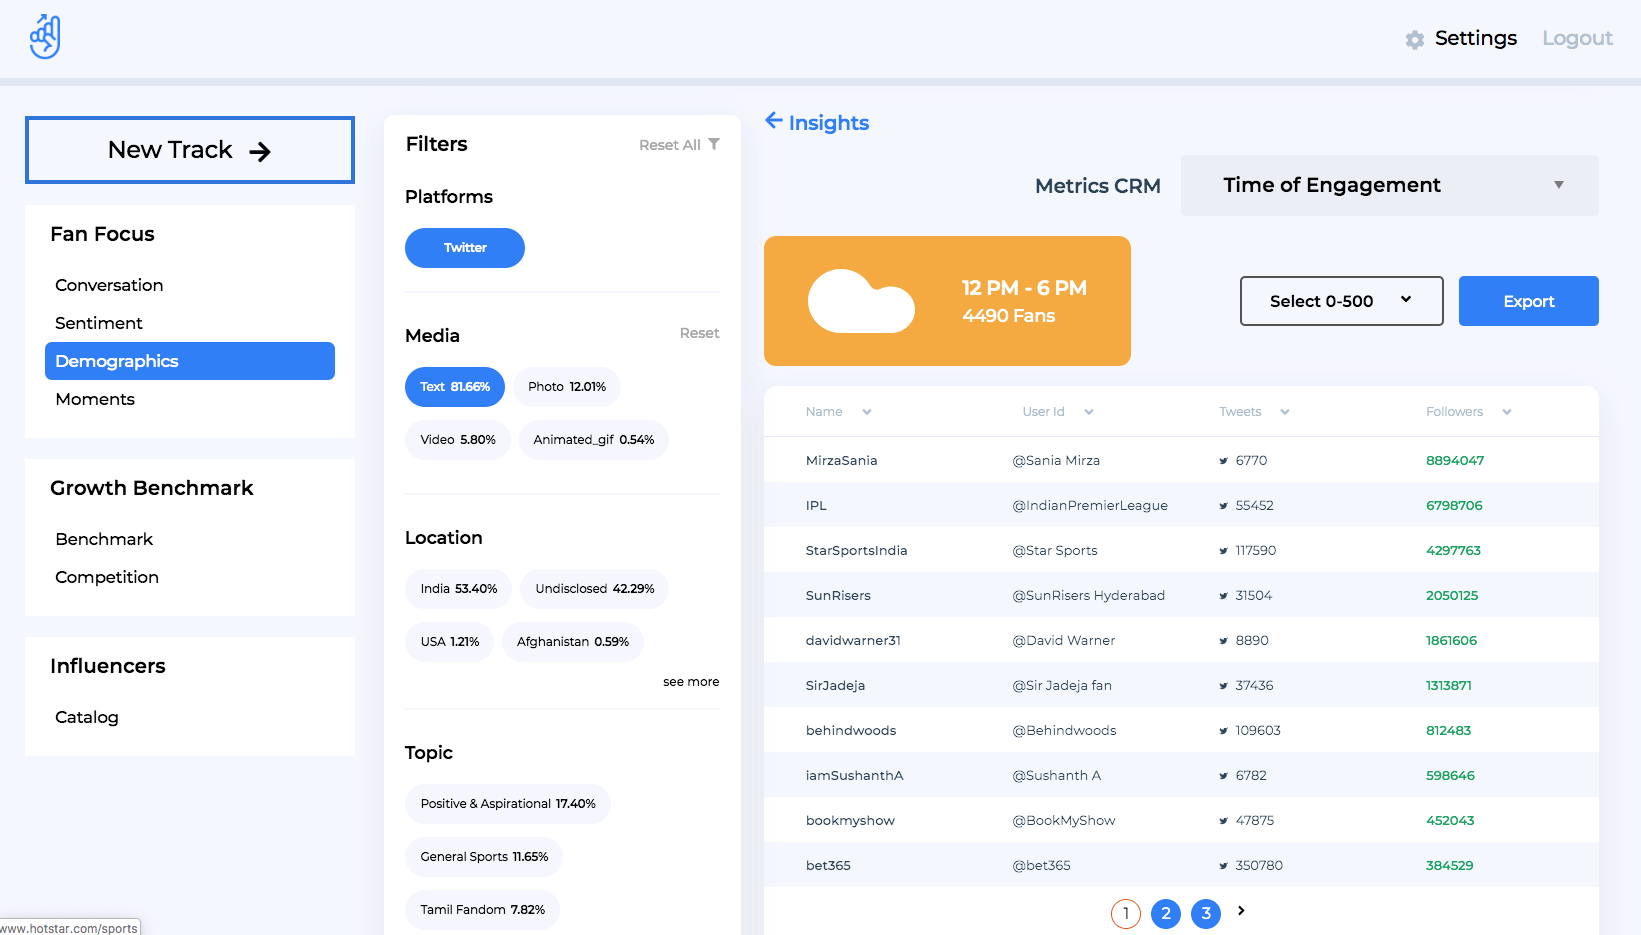 Settings
Logout
New Track
Fan Focus
Conversation
Sentiment
Demographics
Moments
Growth Benchmark
Benchmark
Competition
Influencers
Catalog
Filters
Reset All
Platforms
Twitter
Media
Reset
Text 81.66%
Photo 12.01%
Video 5.80%
Animated_gif 0.54%
Location
India 53.40%
Undisclosed 42.29%
USA 1.21%
Afghanistan 0.59%
see more
Topic
Positive & Aspirational 17.40%
General Sports 11.65%
Tamil Fandom 7.82%
Insights
Metrics CRM
Time of Engagement
12 PM - 6 PM
4490 Fans
Select 0-500
Export
Name User Id Tweets Followers
MirzaSania @Sania Mirza 6770 8894047
IPL @IndianPremierLeague 55452 6798706
StarSportsIndia @Star Sports 117590 4297763
SunRisers @SunRisers Hyderabad 31504 2050125
davidwarner31 @David Warner 8890 1861606
SirJadeja @Sir Jadeja fan 37436 1313871
behindwoods @Behindwoods 109603 812483
iamSushanthA @Sushanth A 6782 598646
bookmyshow @BookMyShow 47875 452043
bet365 @bet365 350780 384529
1 2 3
www.hotstar.com/sports